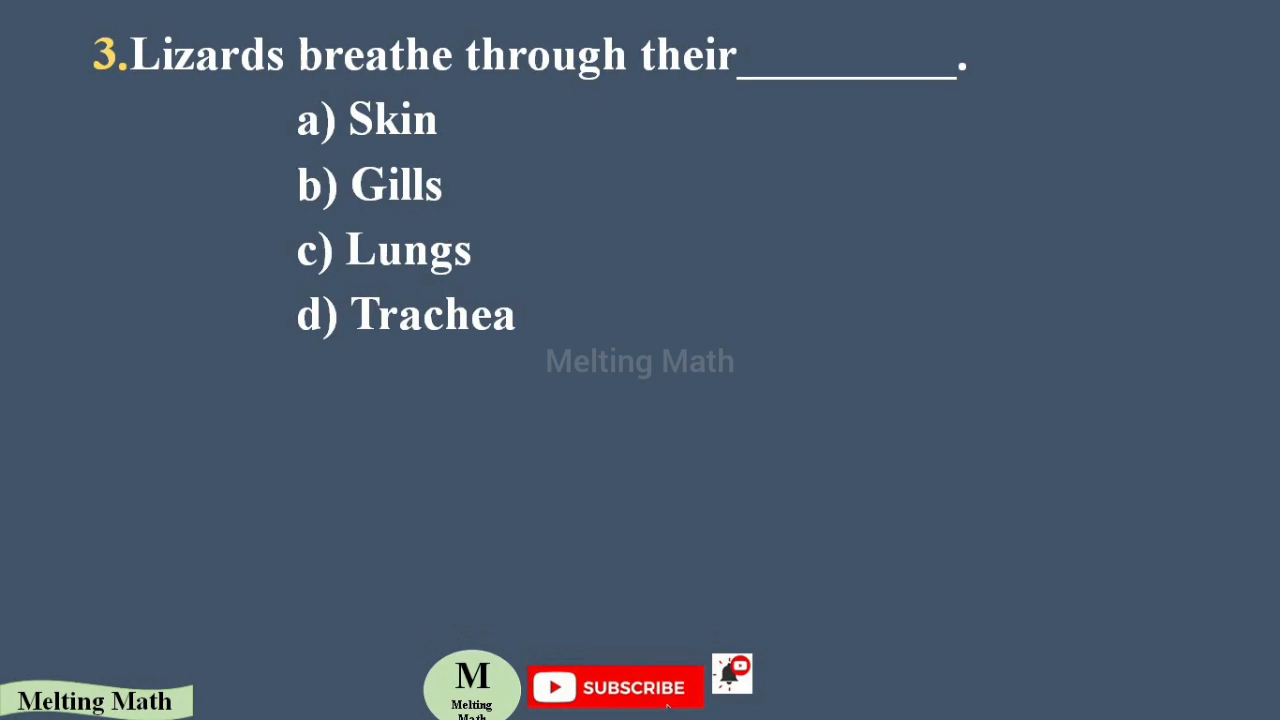 3.Lizards breathe through their__________.
a) Skin
b) Gills
c) Lungs
d) Trachea
Melting Math
M
Melting
Math
SUBSCRIBE
Melting Math